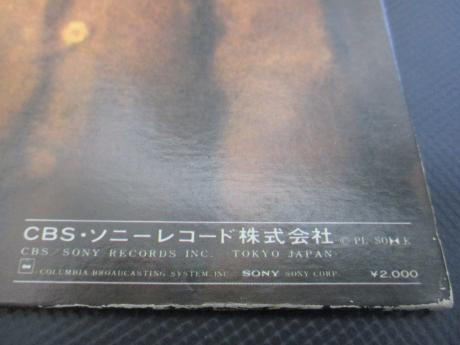 CBS・ソニーレコード株式会社 Ⓒ
CBS/SONY RECORDS INC. TOKYO JAPAN
COLUMBIA BROADCASTING SYSTEM, INC. SONY SONY CORP. ¥2,000